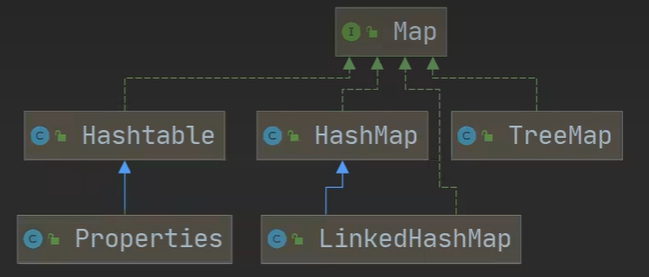 Map
Hashtable
HashMap
TreeMap
Properties
LinkedHashMap